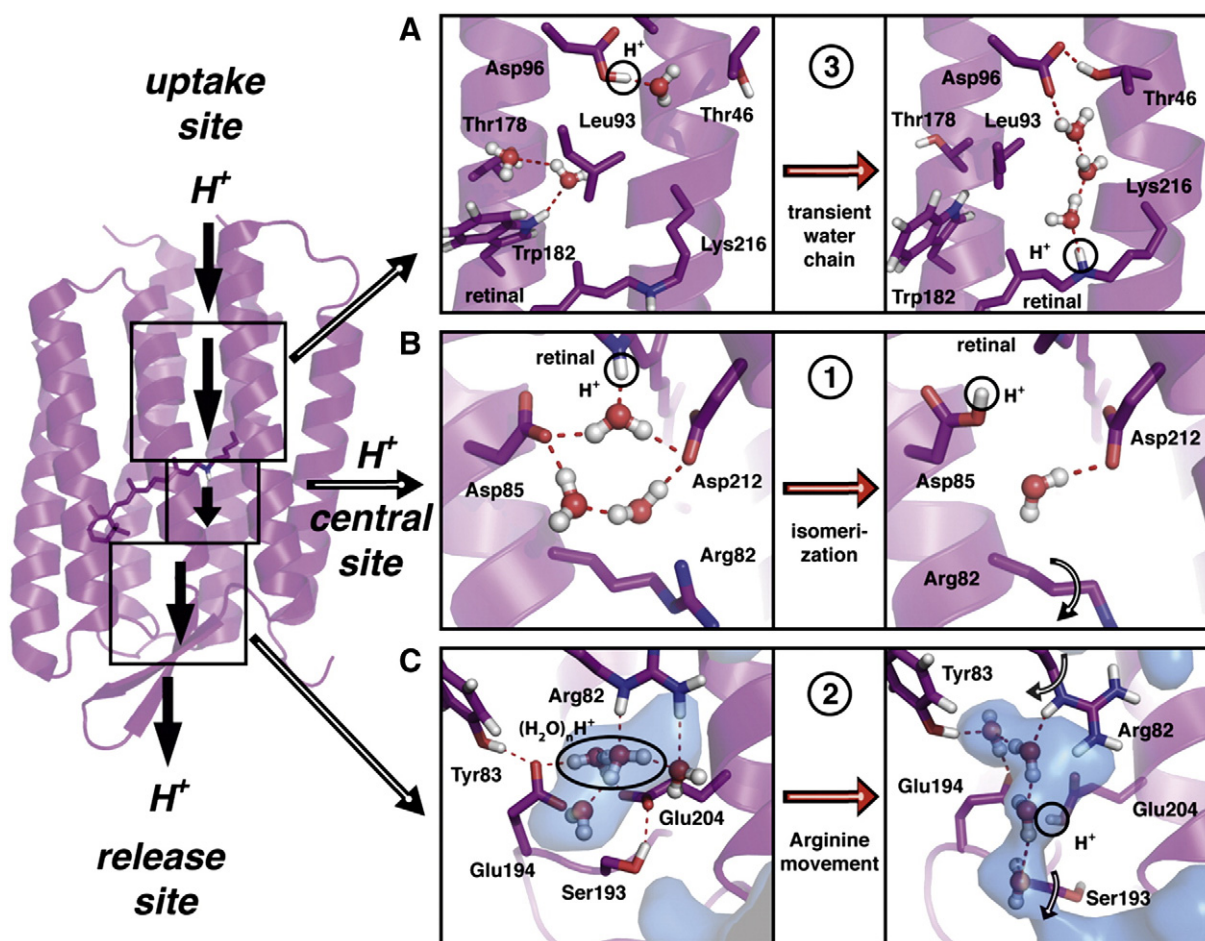 uptake
site
H+
H+
central
site
H+
release
site
A
Asp96
H+
Thr178
Leu93
Thr46
Trp182
Lys216
retinal
3
transient
water
chain
Asp96
Thr46
Thr178
Leu93
Lys216
H+
Trp182
retinal
B
retinal
H+
Asp85
Asp212
Arg82
1
isomeri-
zation
retinal
H+
Asp212
Asp85
Arg82
C
Arg82
(H2O)nH+
Tyr83
Glu204
Glu194
Ser193
2
Arginine
movement
Tyr83
Arg82
Glu194
Glu204
H+
Ser193